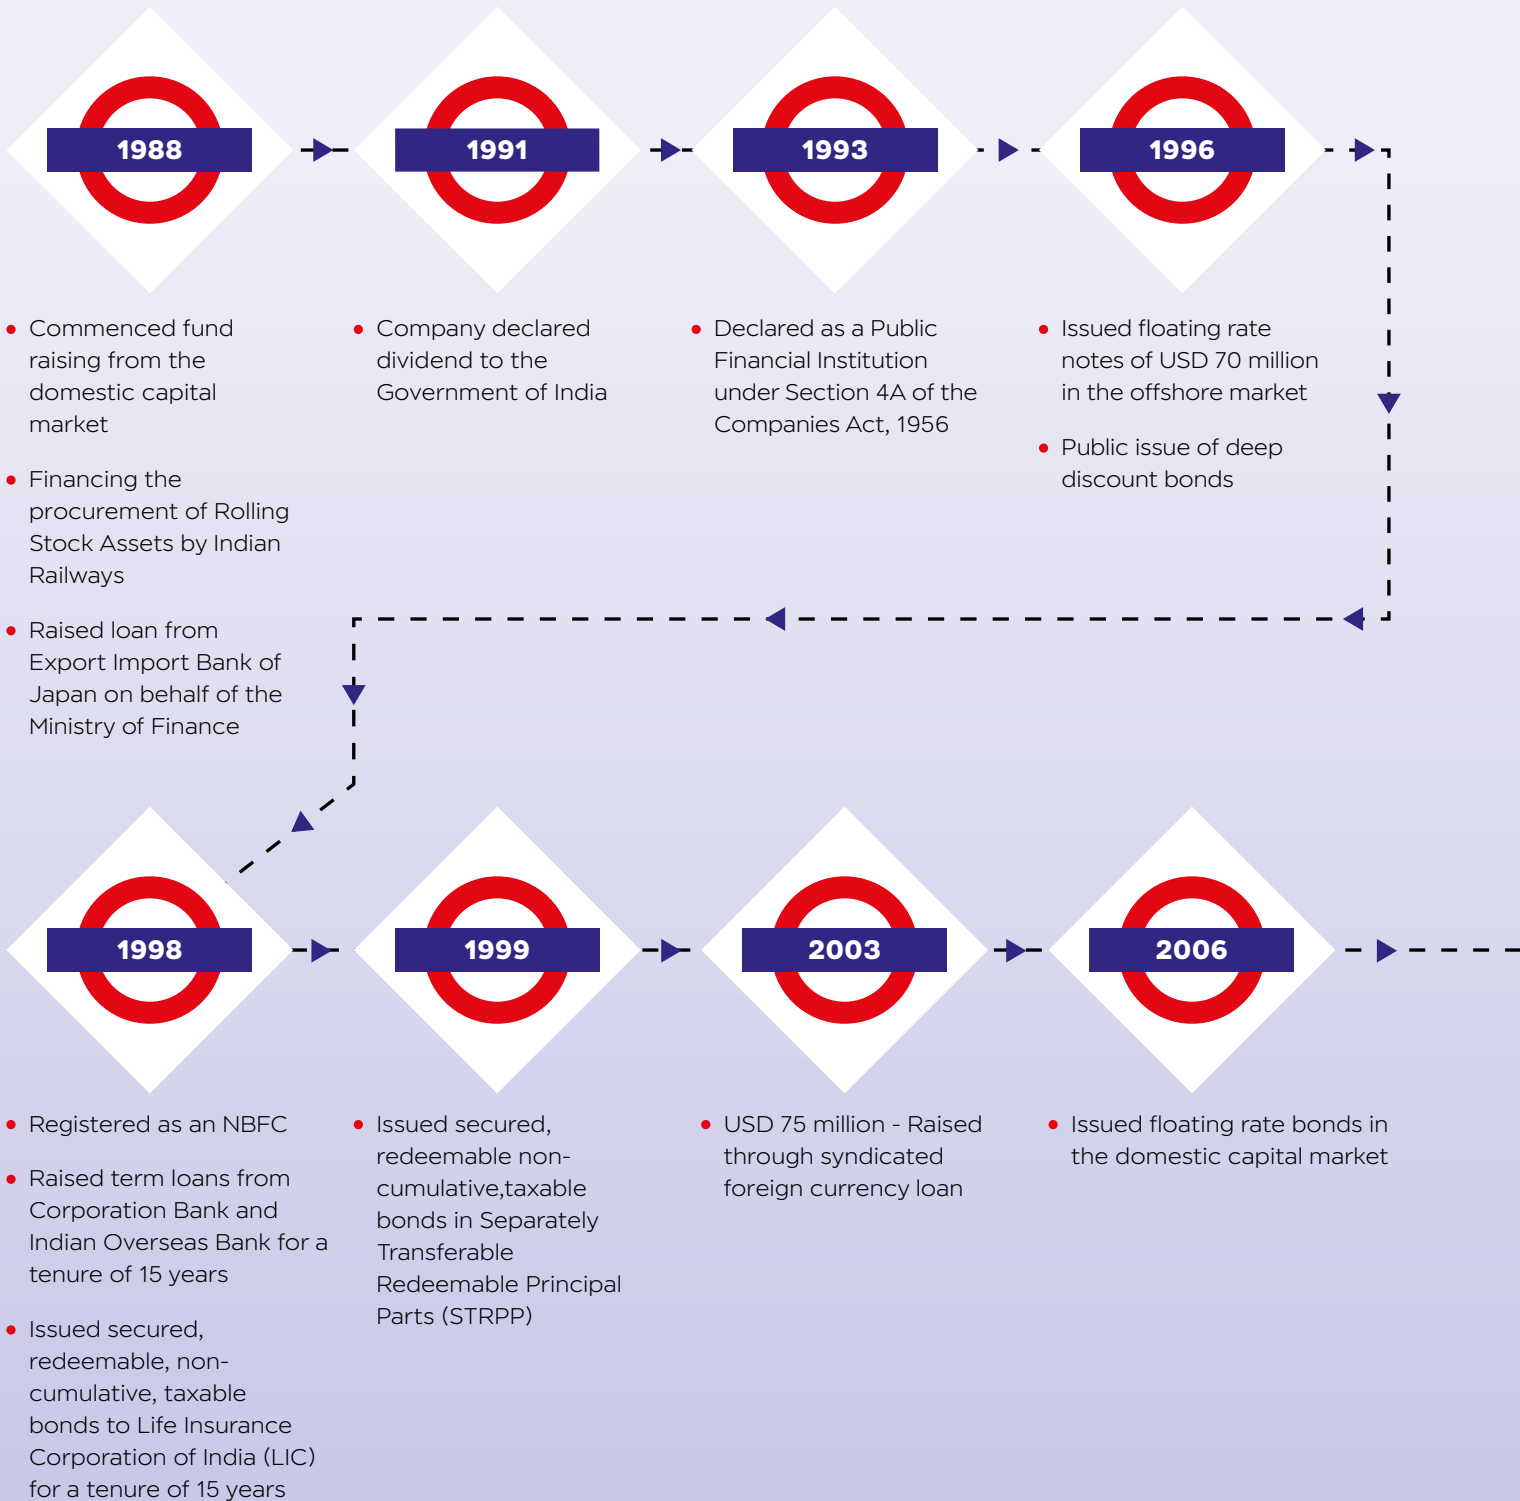 1988
1991
1993
1996
• Commenced fund
raising from the
domestic capital
market
• Financing the
procurement of Rolling
Stock Assets by Indian
Railways
• Raised loan from
Export Import Bank of
Japan on behalf of the
Ministry of Finance
• Company declared
dividend to the
Government of India
• Declared as a Public
Financial Institution
under Section 4A of the
Companies Act, 1956
• Issued floating rate
notes of USD 70 million
in the offshore market
• Public issue of deep
discount bonds
1998
1999
2003
2006
• Registered as an NBFC
• Raised term loans from
Corporation Bank and
Indian Overseas Bank for a
tenure of 15 years
• Issued secured,
redeemable, non-
cumulative, taxable
bonds to Life Insurance
Corporation of India (LIC)
for a tenure of 15 years
• Issued secured,
redeemable non-
cumulative,taxable
bonds in Separately
Transferable
Redeemable Principal
Parts (STRPP)
• USD 75 million - Raised
through syndicated
foreign currency loan
• Issued floating rate bonds in
the domestic capital market